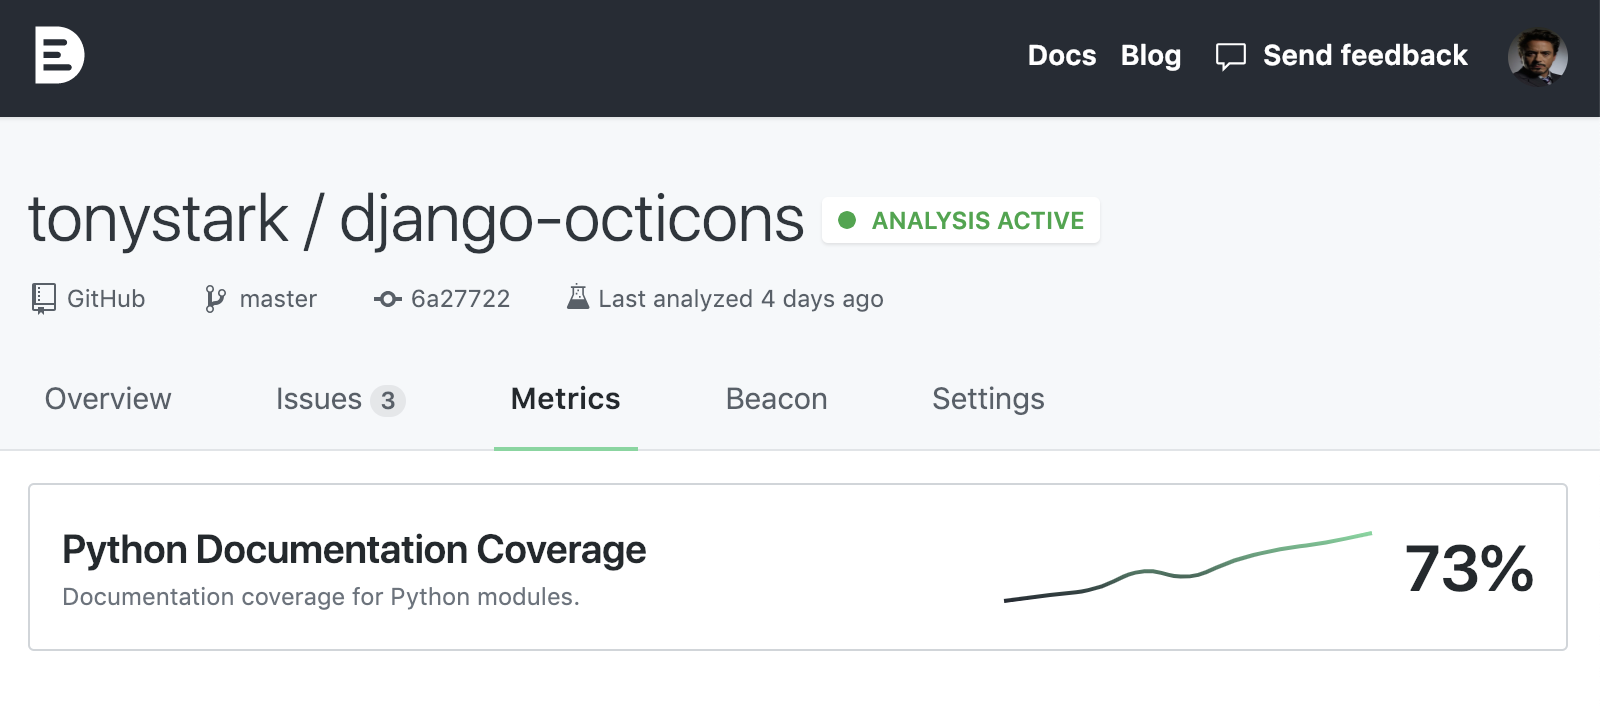 Docs Blog Send feedback
tonystark / django-octicons ANALYSIS ACTIVE
GitHub master 6a27722 Last analyzed 4 days ago
Overview Issues 3 Metrics Beacon Settings
Python Documentation Coverage
Documentation coverage for Python modules.
73%